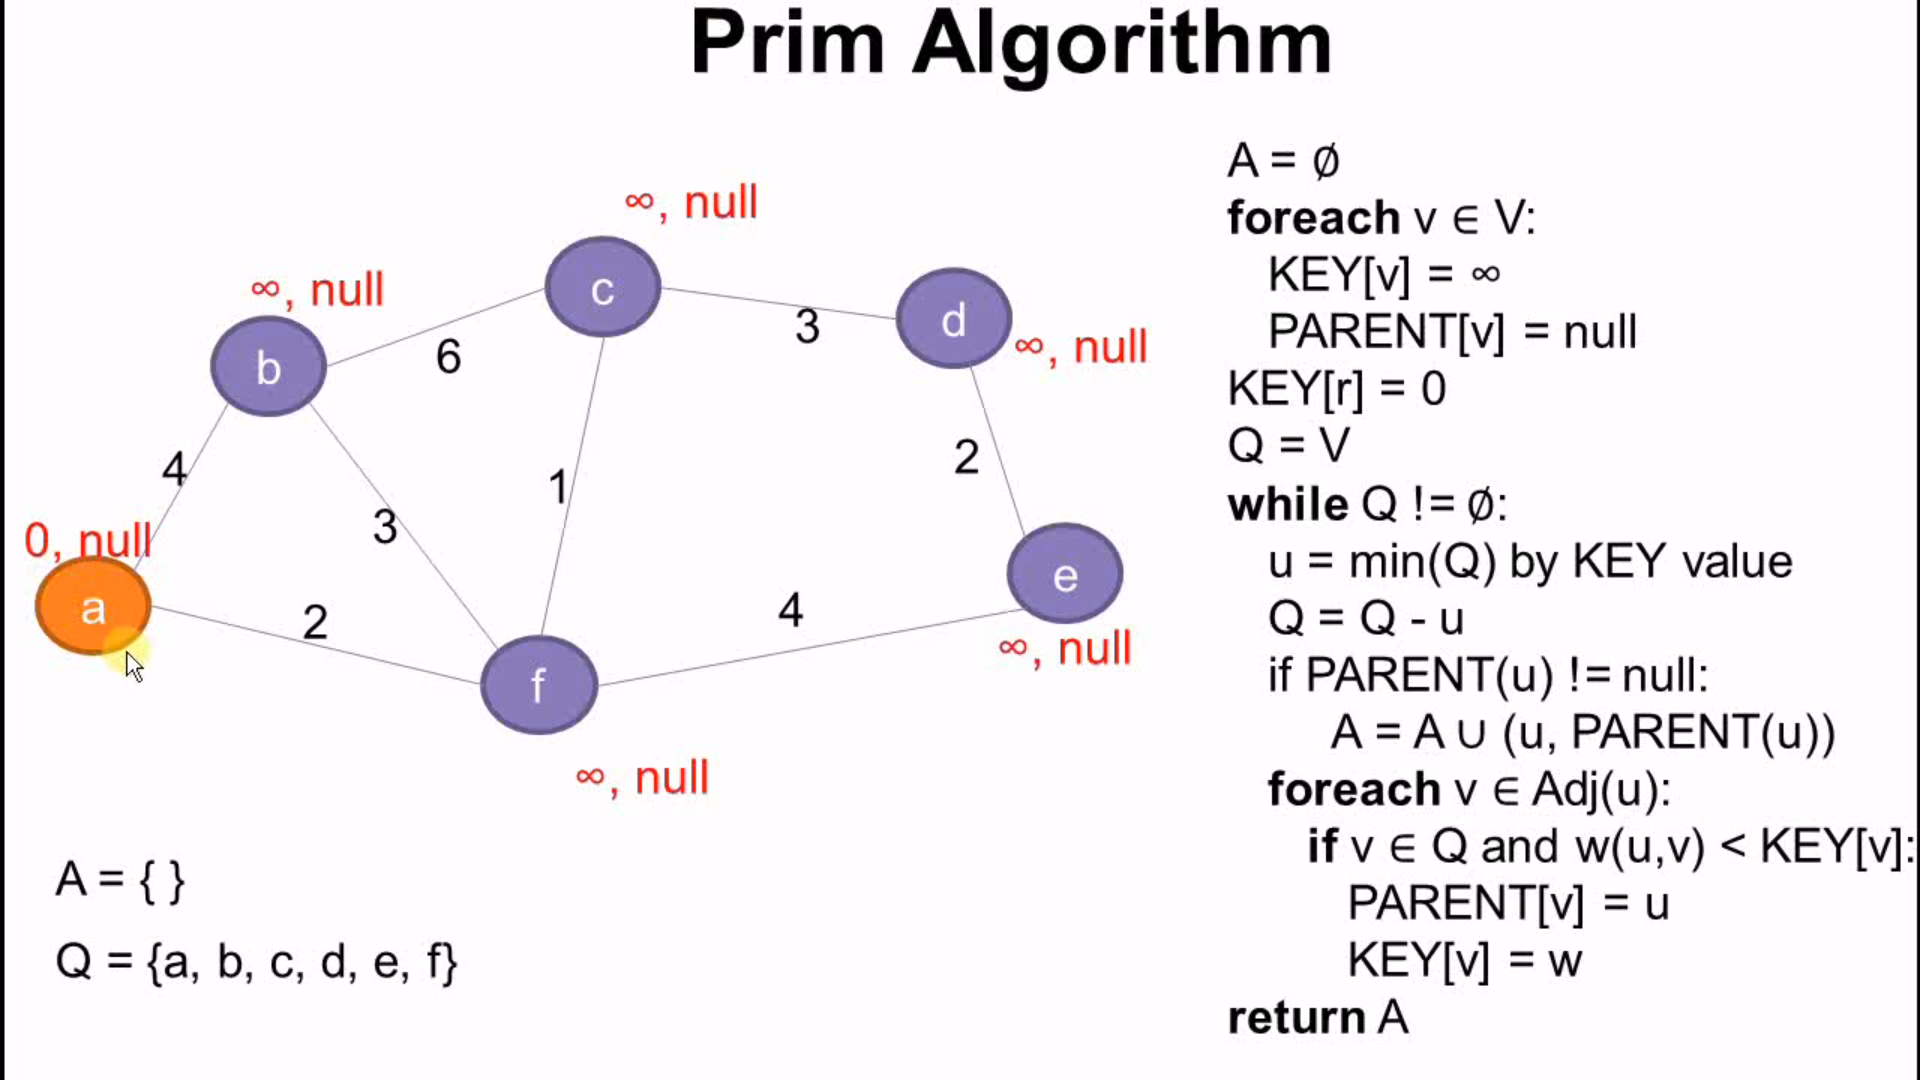 Prim Algorithm
∞, null
∞, null
c
d
3
∞, null
b
6
4
2
1
3
0, null
a
e
2
4
∞, null
f
∞, null
A = { }
Q = {a, b, c, d, e, f}
A = ∅
foreach v ∈ V:
KEY[v] = ∞
PARENT[v] = null
KEY[r] = 0
Q = V
while Q != ∅:
u = min(Q) by KEY value
Q = Q - u
if PARENT(u) != null:
A = A ∪ (u, PARENT(u))
foreach v ∈ Adj(u):
if v ∈ Q and w(u,v) < KEY[v]:
PARENT[v] = u
KEY[v] = w
return A